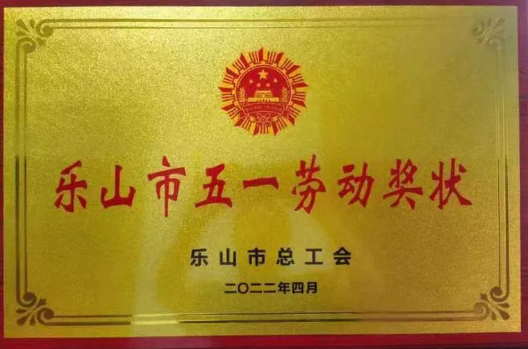 乐山市五一劳动奖状
乐山市总工会
二〇二二年四月